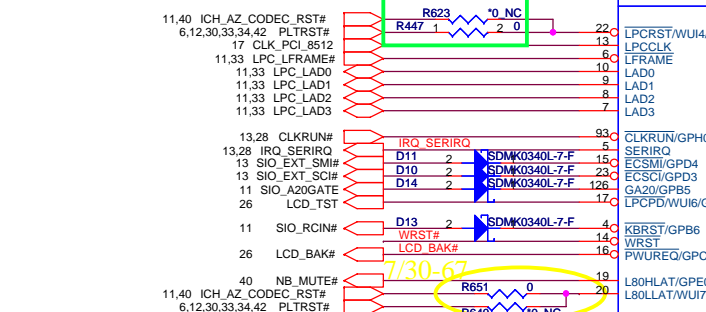 R623 *0_NC
11,40 ICH_AZ_CODEC_RST#
6,12,30,33,34,42 PLTRST# R447 1 2 0 22 LPCRST/WUI4/
17 CLK_PCI_8512 13 LPCCLK
11,33 LPC_LFRAME# 6 LFRAME
11,33 LPC_LAD0 10 LAD0
11,33 LPC_LAD1 9 LAD1
11,33 LPC_LAD2 8 LAD2
11,33 LPC_LAD3 7 LAD3
13,28 CLKRUN# 93 CLKRUN/GPH0
13,28 IRQ_SERIRQ IRQ_SERIRQ 5 SERIRQ
13 SIO_EXT_SMI# D11 2 SDMK0340L-7-F 15 ECSMI/GPD4
13 SIO_EXT_SCI# D10 2 SDMK0340L-7-F 23 ECSCI/GPD3
11 SIO_A20GATE D14 2 SDMK0340L-7-F 126 GA20/GPB5
26 LCD_TST 17 LPCPD/WUI6/G
11 SIO_RCIN# D13 2 SDMK0340L-7-F 4 KBRST/GPB6
WRST# 14 WRST
26 LCD_BAK# LCD_BAK# 16 PWUREQ/GPC
7/30-67
40 NB_MUTE# 19 L80HLAT/GPE0
11,40 ICH_AZ_CODEC_RST# R651 0 20 L80LLAT/WUI7
6,12,30,33,34,42 PLTRST# *0_NC